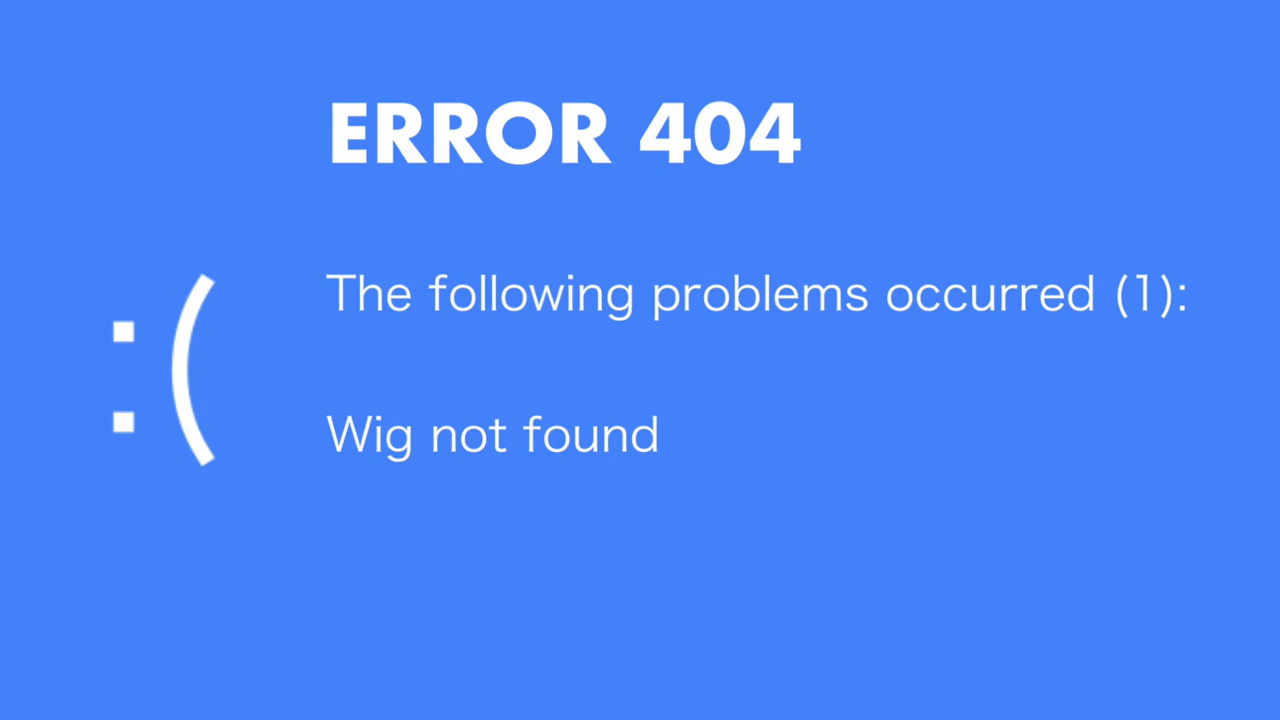 ERROR 404
The following problems occurred (1):
:(
Wig not found